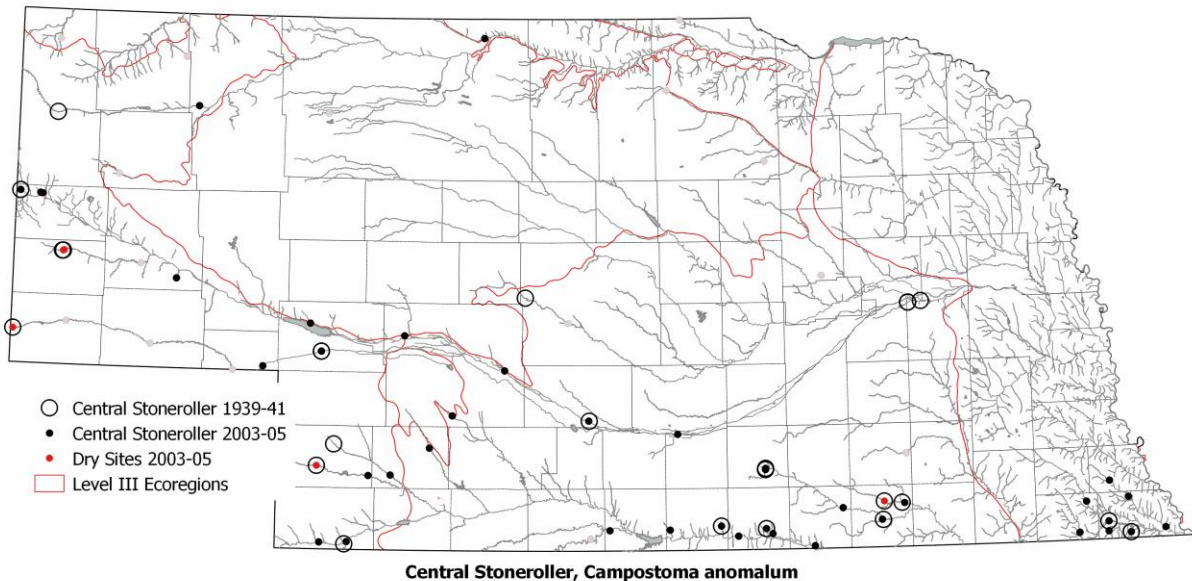 Central Stoneroller 1939-41
Central Stoneroller 2003-05
Dry Sites 2003-05
Level III Ecoregions
Central Stoneroller, Campostoma anomalum